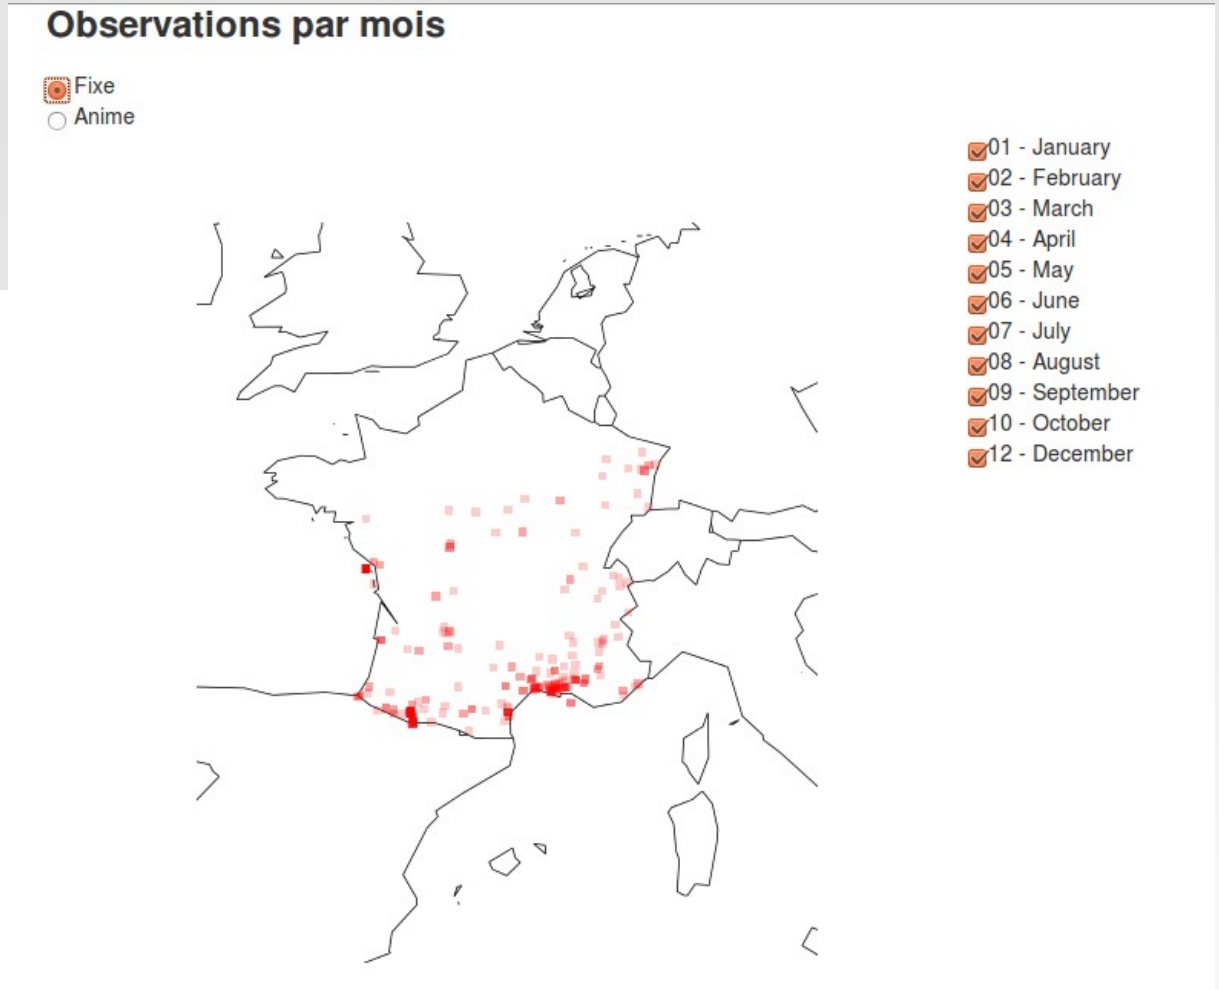 Observations par mois
Fixe
Anime
01 - January
02 - February
03 - March
04 - April
05 - May
06 - June
07 - July
08 - August
09 - September
10 - October
12 - December